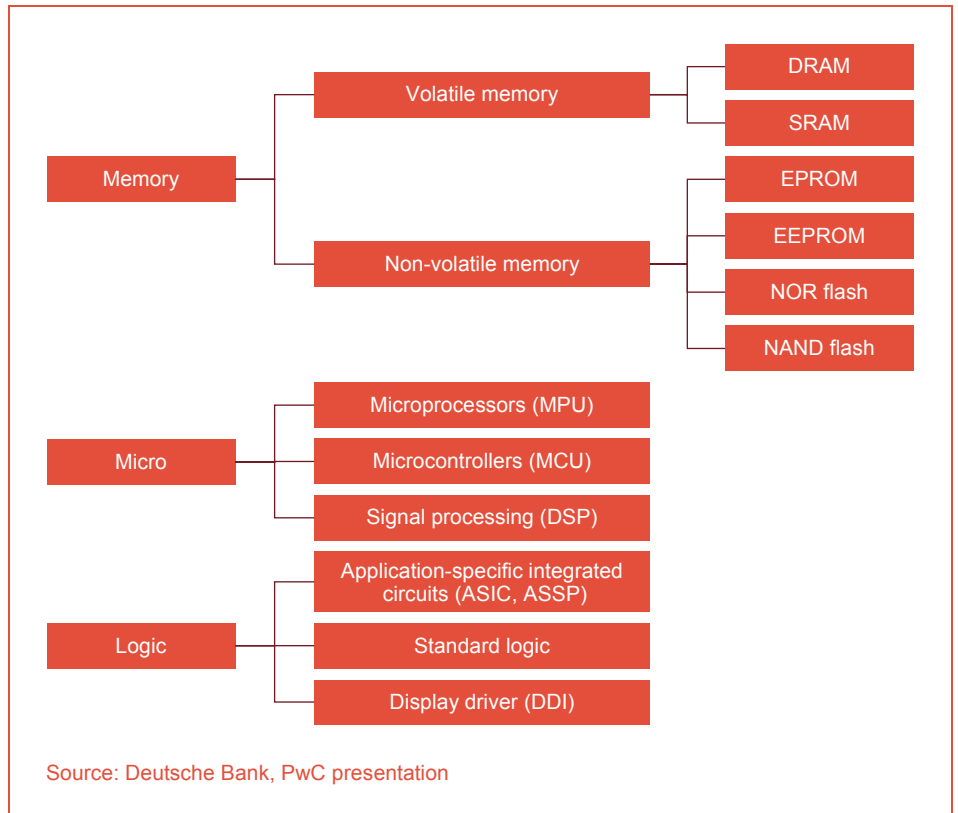 Memory
Volatile memory
DRAM
SRAM
Non-volatile memory
EPROM
EEPROM
NOR flash
NAND flash
Micro
Microprocessors (MPU)
Microcontrollers (MCU)
Signal processing (DSP)
Logic
Application-specific integrated
circuits (ASIC, ASSP)
Standard logic
Display driver (DDI)
Source: Deutsche Bank, PwC presentation